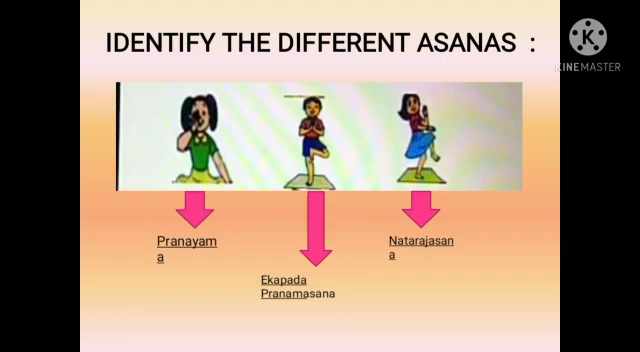 IDENTIFY THE DIFFERENT ASANAS :
KINEMASTER
Pranayam
a
Ekapada
Pranamasana
Natarajasan
a